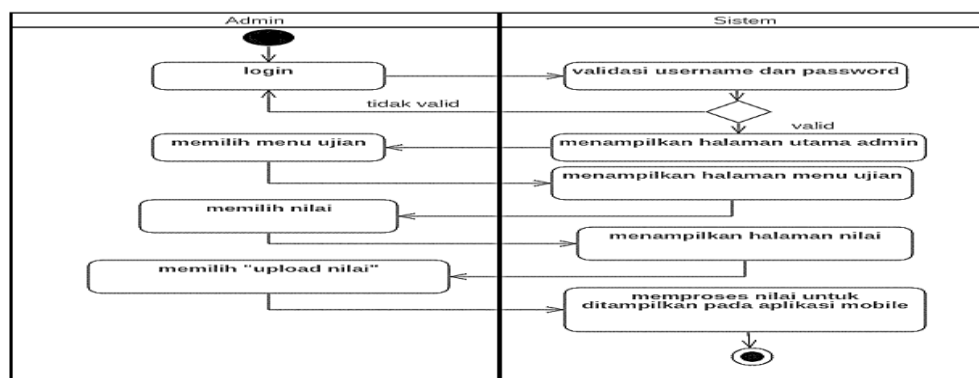 Admin
Sistem
login
validasi username dan password
tidak valid
valid
memilih menu ujian
menampilkan halaman utama admin
menampilkan halaman menu ujian
memilih nilai
menampilkan halaman nilai
memilih "upload nilai"
memproses nilai untuk
ditampilkan pada aplikasi mobile